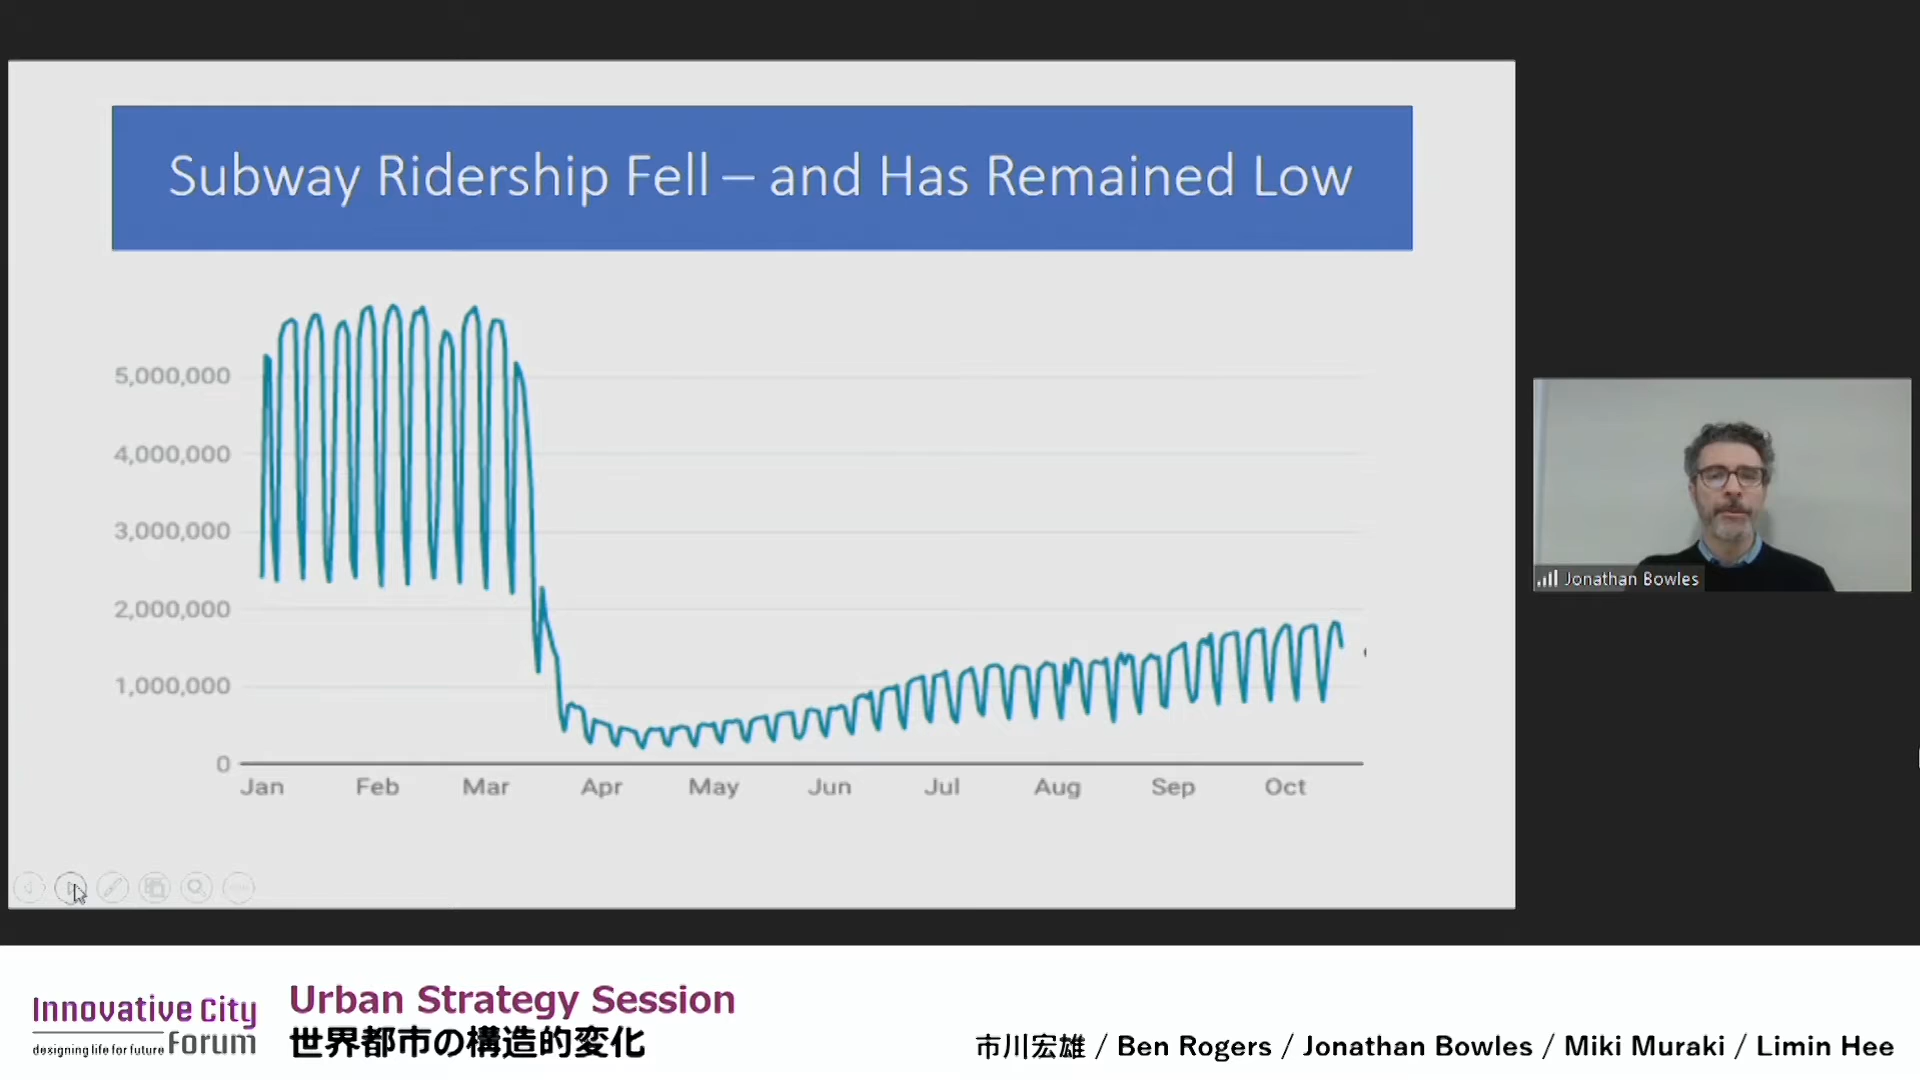 Subway Ridership Fell – and Has Remained Low
5,000,000
4,000,000
3,000,000
2,000,000
1,000,000
0
Jan Feb Mar Apr May Jun Jul Aug Sep Oct
Jonathan Bowles
Innovative City
Forum
designing life for future
Urban Strategy Session
世界都市の構造的変化
市川宏雄 / Ben Rogers / Jonathan Bowles / Miki Muraki / Limin Hee